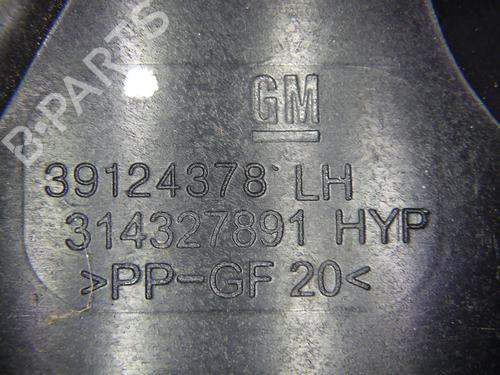 B-PARTS
GM
39124378 LH
314327891 HYP
>PP-GF 20<